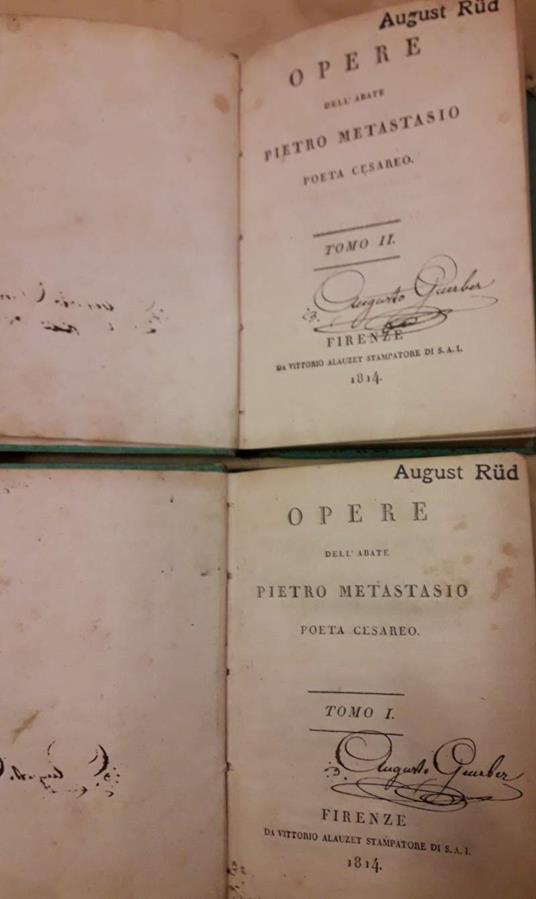 August Rüd
OPERE
DELL'ABATE
PIETRO METASTASIO
POETA CESAREO.
TOMO II.
Augusto Guerber
FIRENZE
DA VITTORIO ALAUZET STAMPATORE DI S. A. I.
1814.
August Rüd
OPERE
DELL'ABATE
PIETRO METASTASIO
POETA CESAREO.
TOMO I.
Augusto Guerber
FIRENZE
DA VITTORIO ALAUZET STAMPATORE DI S. A. I.
1814.